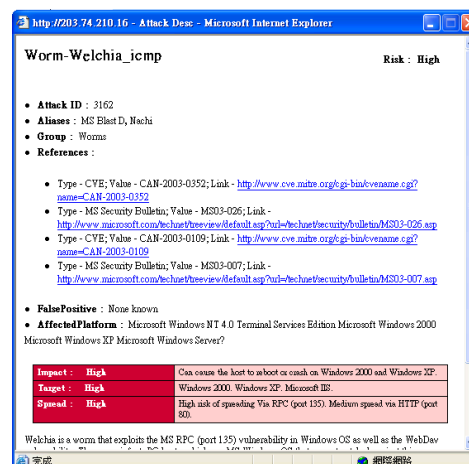 http://203.74.210.16 - Attack Desc - Microsoft Internet Explorer
Worm-Welchia_icmp
Risk : High
Attack ID : 3162
Aliases : MS Blast D, Nachi
Group : Worms
References :
Type - CVE; Value - CAN-2003-0352; Link - http://www.cve.mitre.org/cgi-bin/cvename.cgi?
name=CAN-2003-0352
Type - MS Security Bulletin; Value - MS03-026; Link -
http://www.microsoft.com/technet/treeview/default.asp?url=/technet/security/bulletin/MS03-026.asp
Type - CVE; Value - CAN-2003-0109; Link - http://www.cve.mitre.org/cgi-bin/cvename.cgi?
name=CAN-2003-0109
Type - MS Security Bulletin; Value - MS03-007; Link -
http://www.microsoft.com/technet/treeview/default.asp?url=/technet/security/bulletin/MS03-007.asp
FalsePositive : None known
AffectedPlatform : Microsoft Windows NT 4.0 Terminal Services Edition Microsoft Windows 2000
Microsoft Windows XP Microsoft Windows Server?
Impact : High Can cause the host to reboot or crash on Windows 2000 and Windows XP.
Target : High Windows 2000. Windows XP. Microsoft IIS.
Spread : High High risk of spreading Via RPC (port 135). Medium spread via HTTP (port
80).
Welchia is a worm that exploits the MS RPC (port 135) vulnerability in Windows OS as well as the WebDav
完成
網際網路